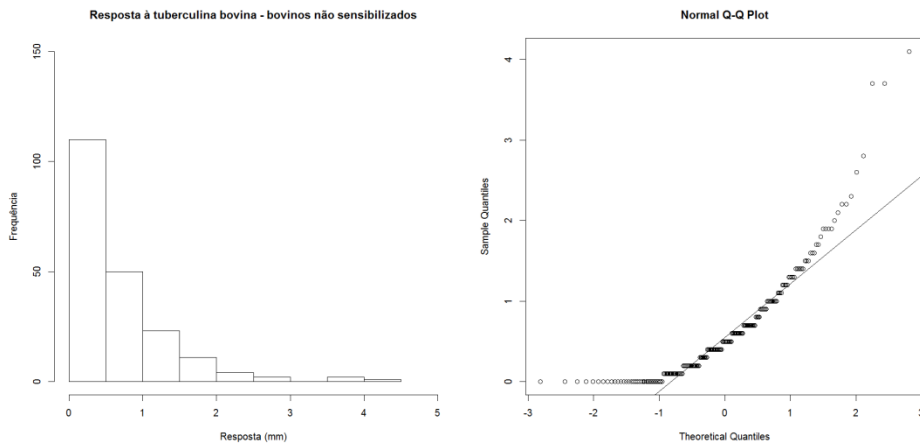 Resposta à tuberculina bovina - bovinos não sensibilizados
150
100
50
0
Frequência
0 1 2 3 4 5
Resposta (mm)
Normal Q-Q Plot
4
3
2
1
0
Sample Quantiles
-3 -2 -1 0 1 2 3
Theoretical Quantiles